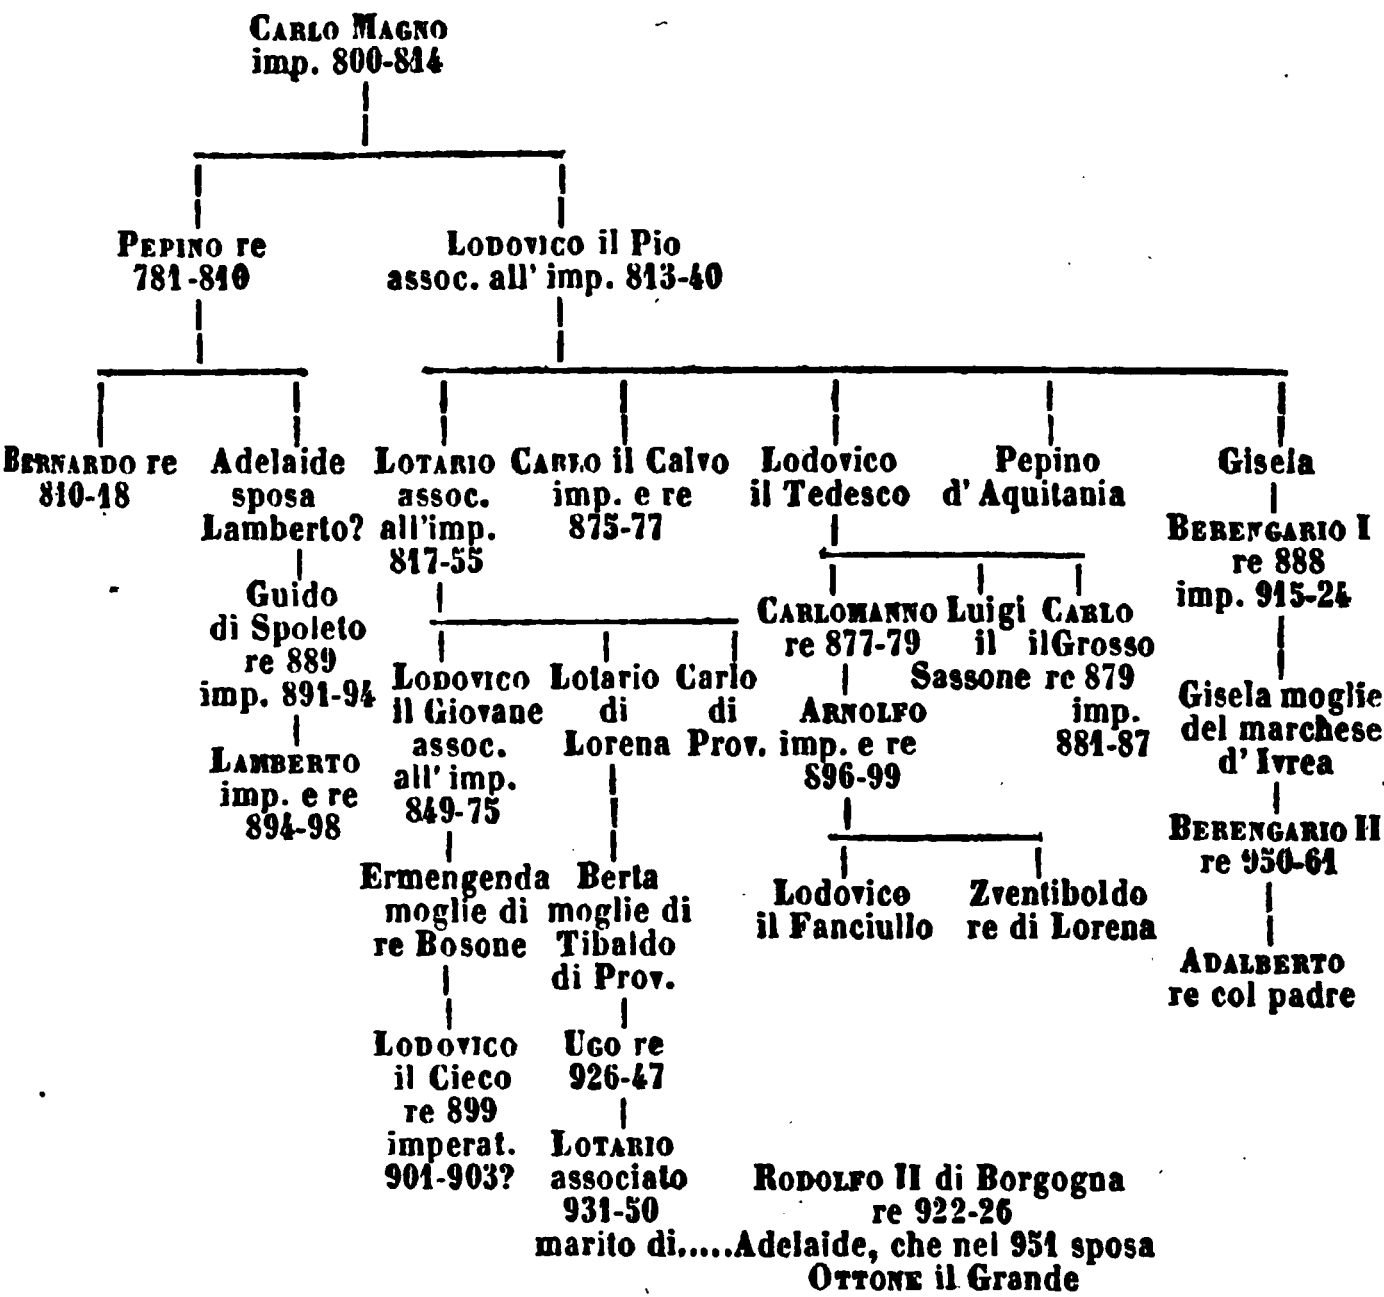 CARLO MAGNO
imp. 800-814
PEPINO re
781-810
LODOVICO il Pio
assoc. all' imp. 813-40
BERNARDO re
810-18
Adelaide
sposa
Lamberto?
Guido
di Spoleto
re 889
imp. 891-94
LAMBERTO
imp. e re
894-98
LOTARIO
assoc.
all'imp.
817-55
LODOVICO
il Giovane
assoc.
all' imp.
849-75
Ermengenda
moglie di
re Bosone
LODOVICO
il Cieco
re 899
imperat.
901-903?
Lotario
di
Lorena
Berta
moglie di
Tibaldo
di Prov.
UGO re
926-47
LOTARIO
associato
931-50
marito di.....Adelaide, che nel 951 sposa
OTTONE il Grande
RODOLFO II di Borgogna
re 922-26
Carlo
di
Prov.
CARLO il Calvo
imp. e re
875-77
Lodovico
il Tedesco
CARLOMANNO
re 877-79
ARNOLFO
imp. e re
896-99
Lodovico
il Fanciullo
Zventiboldo
re di Lorena
Luigi
il
Sassone
CARLO
il Grosso
re 879
imp.
881-87
Pepino
d' Aquitania
Gisela
BERENGARIO I
re 888
imp. 915-24
Gisela moglie
del marchese
d' Ivrea
BERENGARIO II
re 950-61
ADALBERTO
re col padre